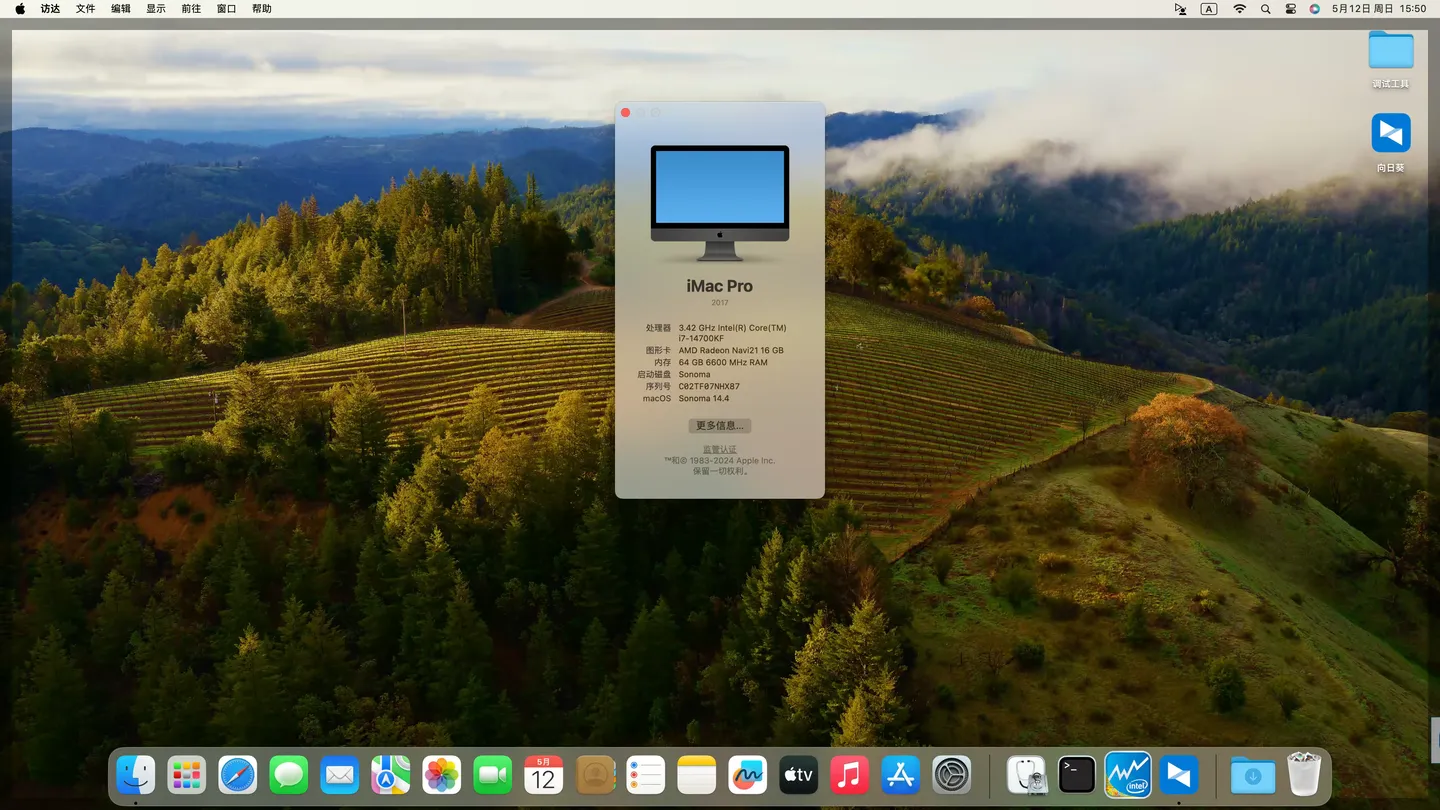 访达 文件 编辑 显示 前往 窗口 帮助 A 5月12日 周日 15:50
调试工具
向日葵
iMac Pro
2017
处理器 3.42 GHz Intel(R) Core(TM)
i7-14700KF
图形卡 AMD Radeon Navi21 16 GB
内存 64 GB 6600 MHz RAM
启动磁盘 Sonoma
序列号 C02TF07NHX87
macOS Sonoma 14.4
更多信息...
监管认证
™和© 1983-2024 Apple Inc.
保留一切权利。
5月
12
tv
>_
intel